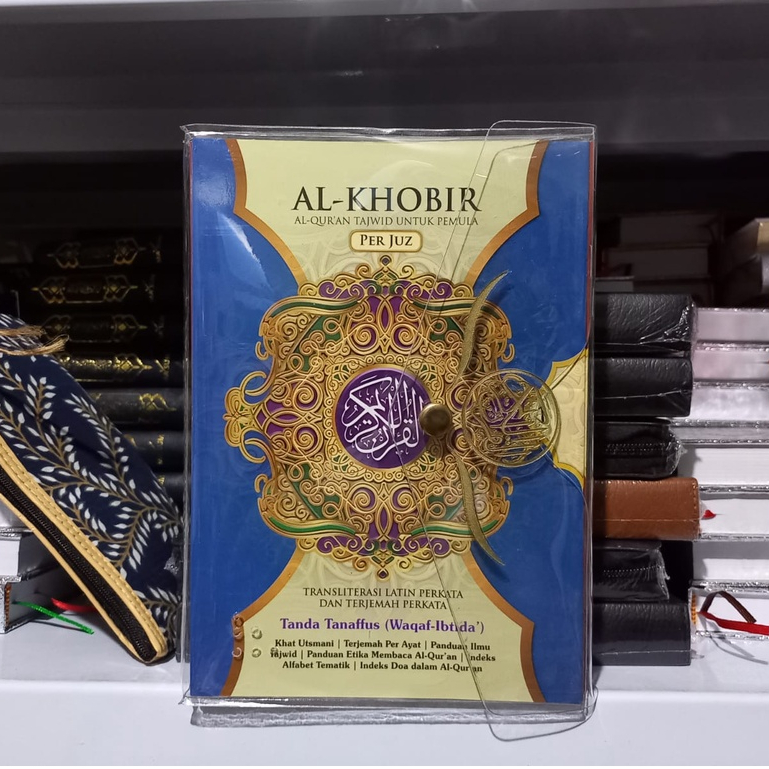 AL-KHOBIR
AL-QUR'AN TAJWID UNTUK PEMULA
PER JUZ
القرآن الكريم
TRANSLITERASI LATIN PERKATA
DAN TERJEMAH PERKATA
Tanda Tanaffus (Waqaf-Ibtida')
Khat Utsmani | Terjemah Per Ayat | Panduan Ilmu
Tajwid | Panduan Etika Membaca Al-Qur'an | Indeks
Alfabet Tematik | Indeks Doa dalam Al-Qur'an